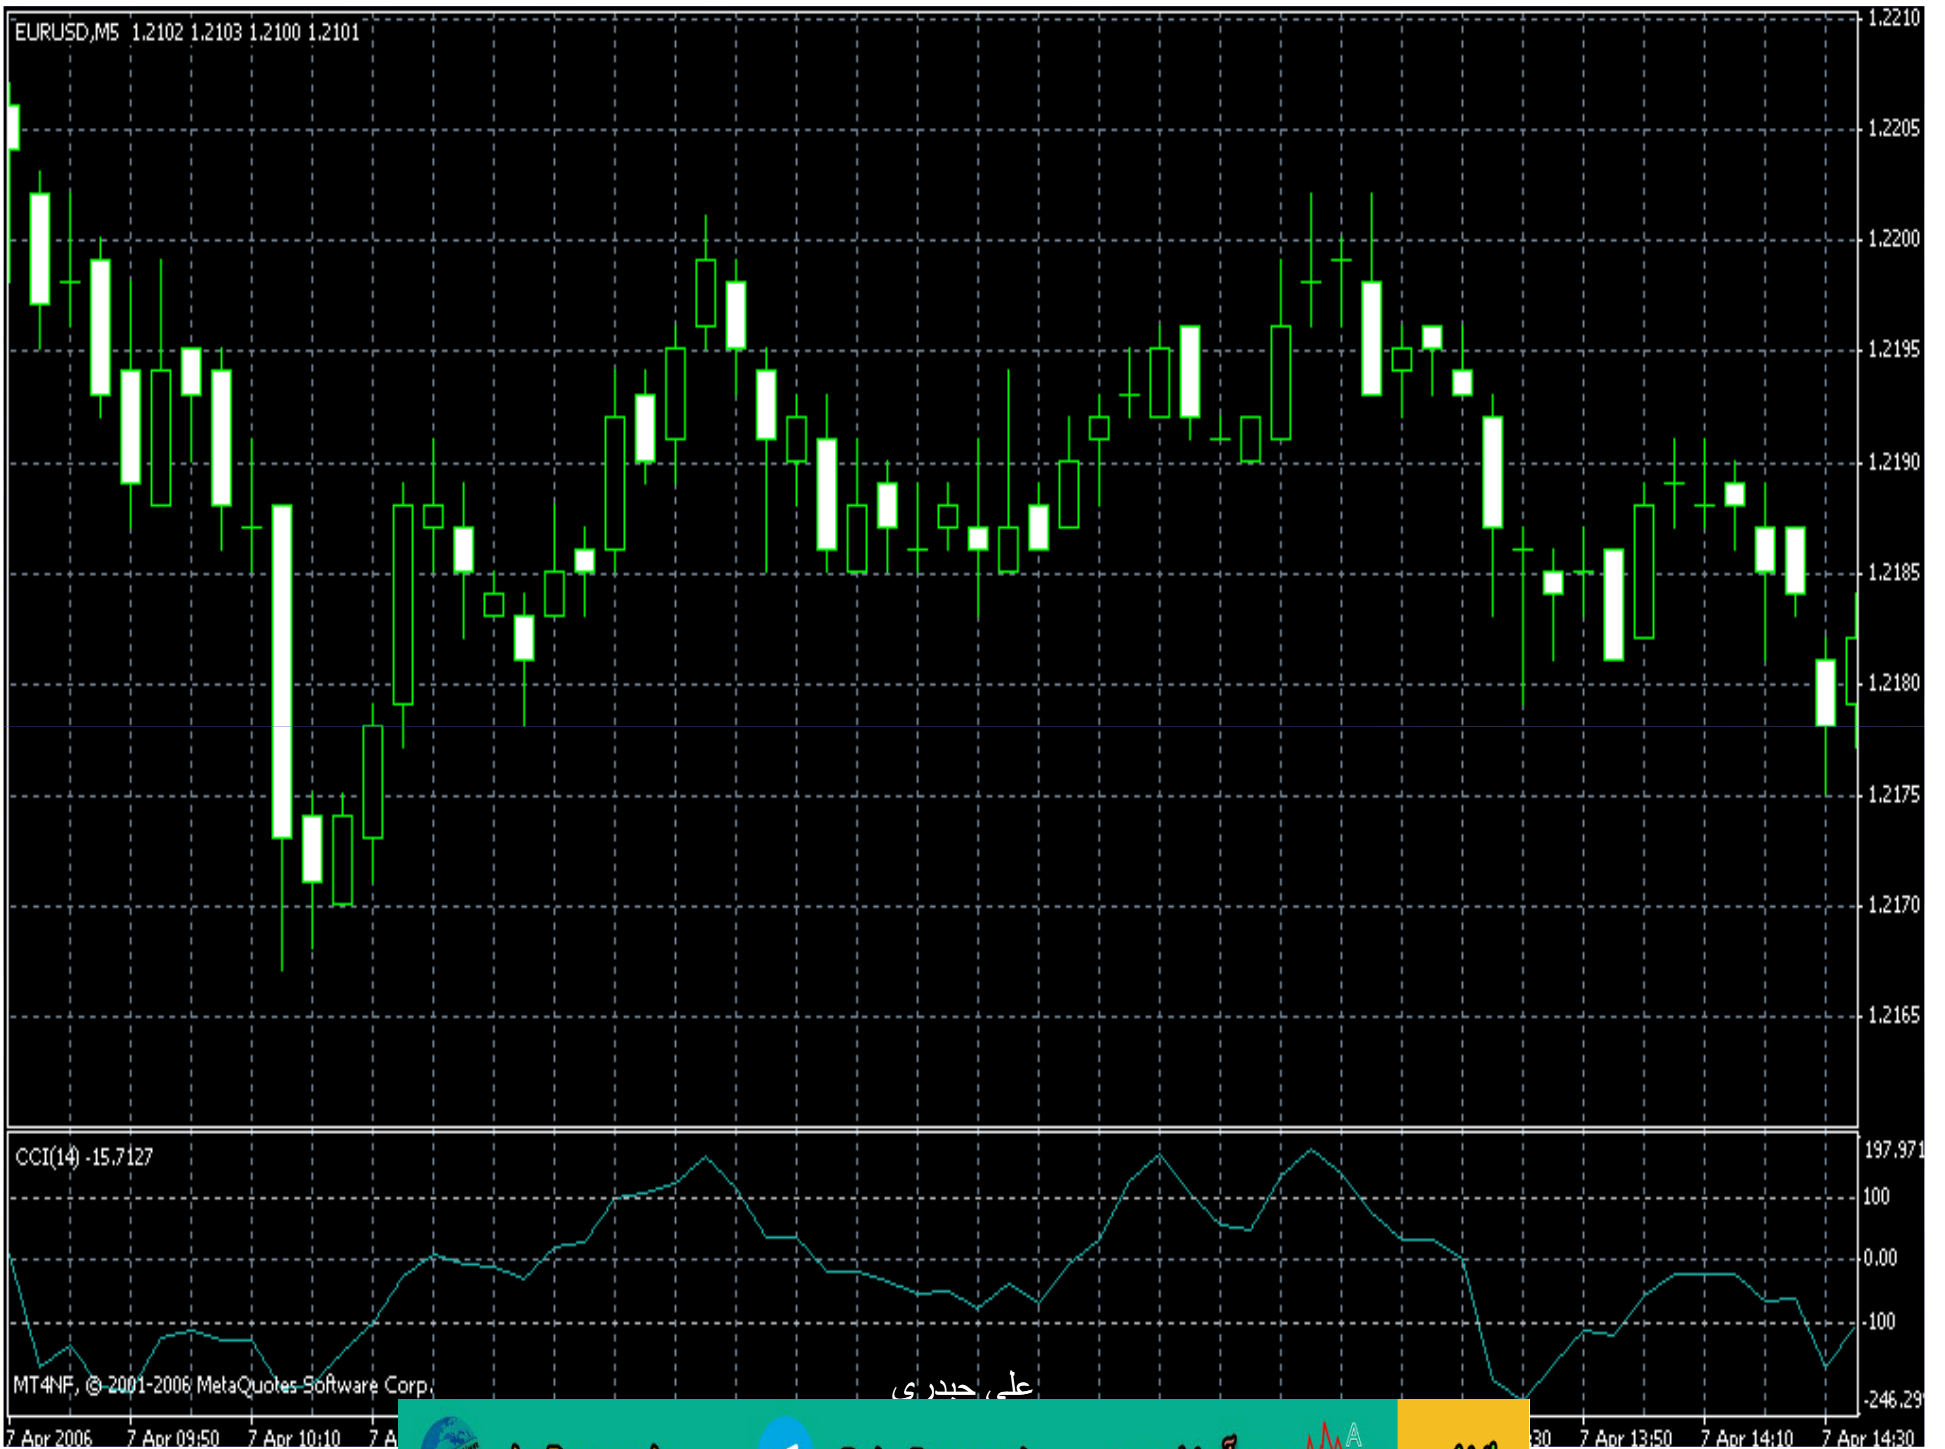 EURUSD,M5 1.2102 1.2103 1.2100 1.2101
1.2210
1.2205
1.2200
1.2195
1.2190
1.2185
1.2180
1.2175
1.2170
1.2165
CCI(14) -15.7127
197.971
100
0.00
-100
-246.29
MT4NF, © 2001-2006 MetaQuotes Software Corp.
علی حیدری
A
7 Apr 2006 7 Apr 09:50 7 Apr 10:10 7 A :30 7 Apr 13:50 7 Apr 14:10 7 Apr 14:30